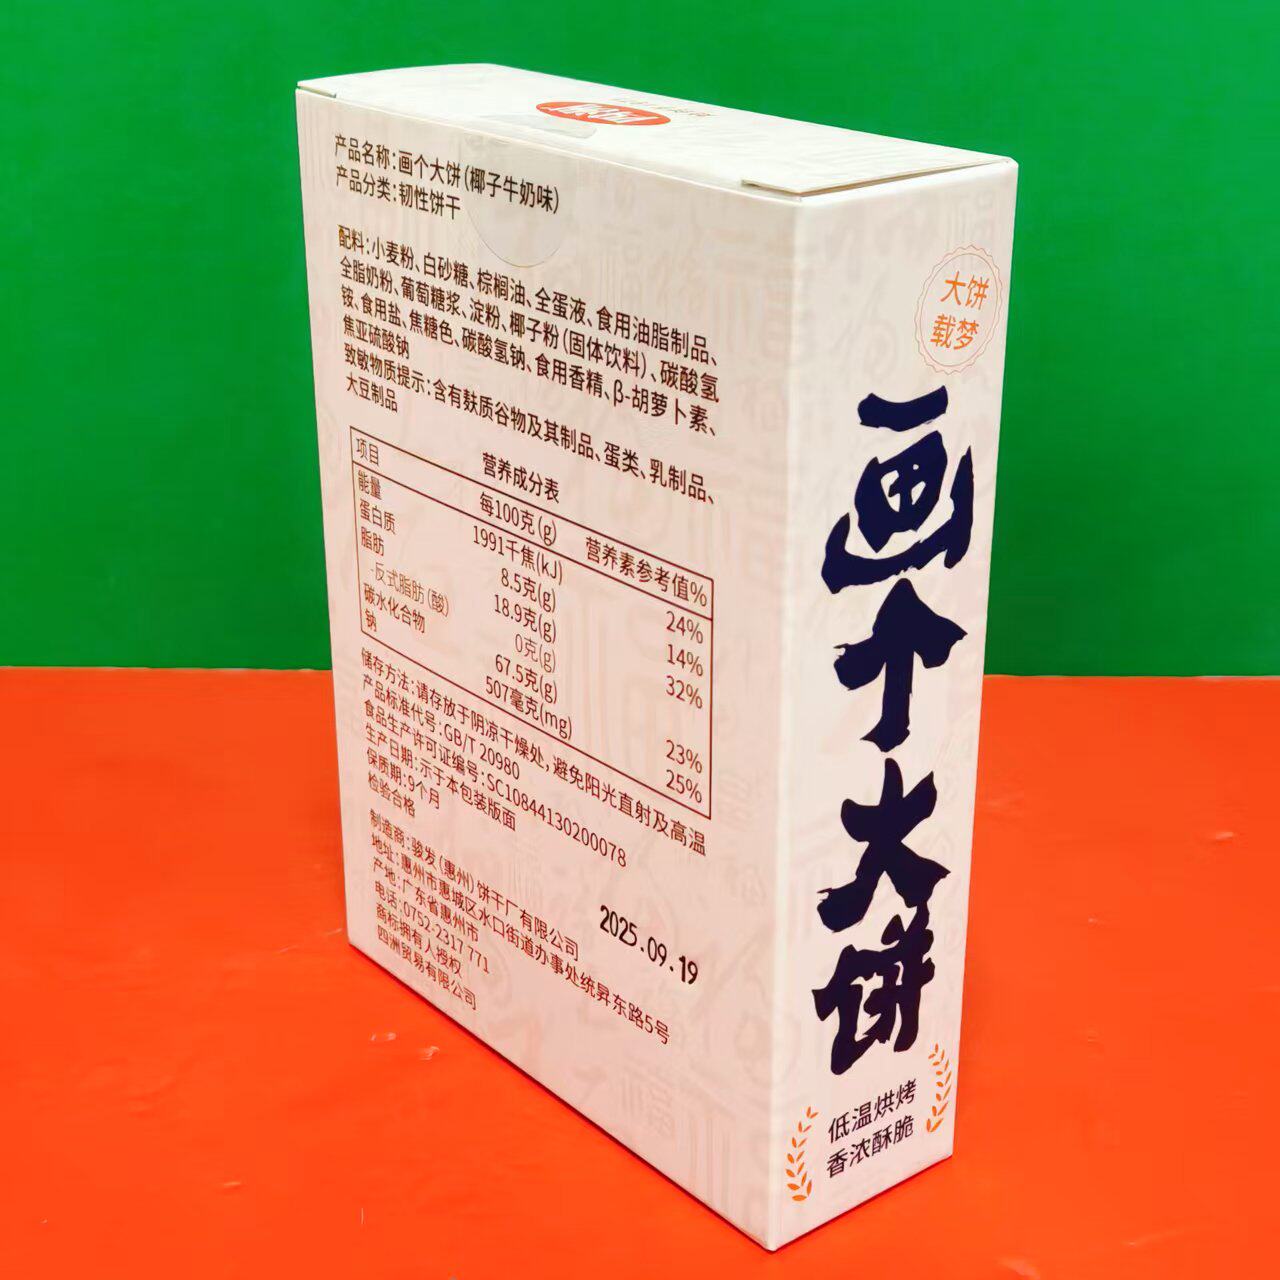 产品名称：画个大饼（椰子牛奶味）
产品分类：韧性饼干
配料：小麦粉、白砂糖、棕榈油、全蛋液、食用油脂制品、
全脂奶粉、葡萄糖浆、淀粉、椰子粉（固体饮料）、碳酸氢
铵、食用盐、焦糖色、碳酸氢钠、食用香精、β-胡萝卜素、
焦亚硫酸钠
致敏物质提示：含有麸质谷物及其制品、蛋类、乳制品、
大豆制品
营养成分表
项目 每100克(g) 营养素参考值%
能量 1991千焦(kJ) 24%
蛋白质 8.5克(g) 14%
脂肪 18.9克(g) 32%
-反式脂肪(酸) 0克(g)
碳水化合物 67.5克(g) 23%
钠 507毫克(mg) 25%
储存方法：请存放于阴凉干燥处，避免阳光直射及高温
产品标准代号：GB/T 20980
食品生产许可证编号：SC10844130200078
生产日期：示于本包装版面
保质期：9个月
检验合格
2025.09.19
制造商：骏发（惠州）饼干厂有限公司
地址：惠州市惠城区水口街道办事处统昇东路5号
产地：广东省惠州市
电话：0752-2317 771
商标拥有人授权
四洲贸易有限公司
大饼
载梦
画个大饼
低温烘烤
香浓酥脆